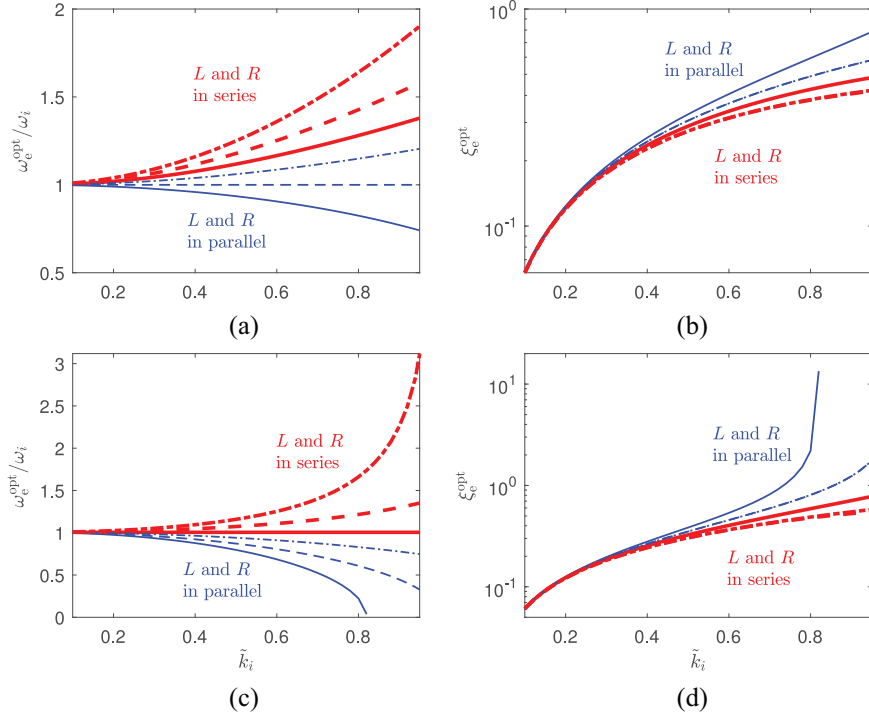 2
1.5
1
0.5
0.2
0.4
0.6
0.8
ω_e^opt/ω_i
L and R
in series
L and R
in parallel
(a)
10^0
10^-1
0.2
0.4
0.6
0.8
ξ_e^opt
L and R
in parallel
L and R
in series
(b)
3
2.5
2
1.5
1
0.5
0
0.2
0.4
0.6
0.8
ω_e^opt/ω_i
k̃_i
L and R
in series
L and R
in parallel
(c)
10^1
10^0
10^-1
0.2
0.4
0.6
0.8
ξ_e^opt
k̃_i
L and R
in parallel
L and R
in series
(d)